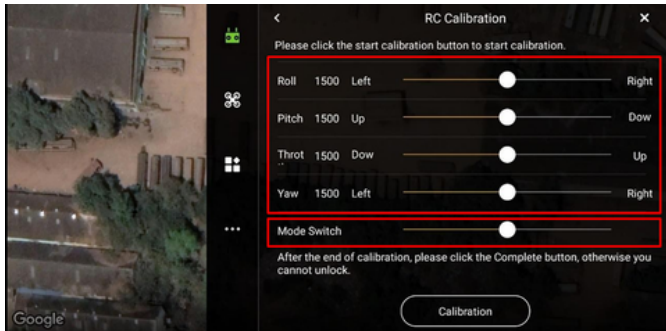 RC Calibration
Please click the start calibration button to start calibration.
Roll 1500 Left Right
Pitch 1500 Up Dow
Throt 1500 Dow Up
Yaw 1500 Left Right
Mode Switch
After the end of calibration, please click the Complete button, otherwise you
cannot unlock.
Calibration
Google